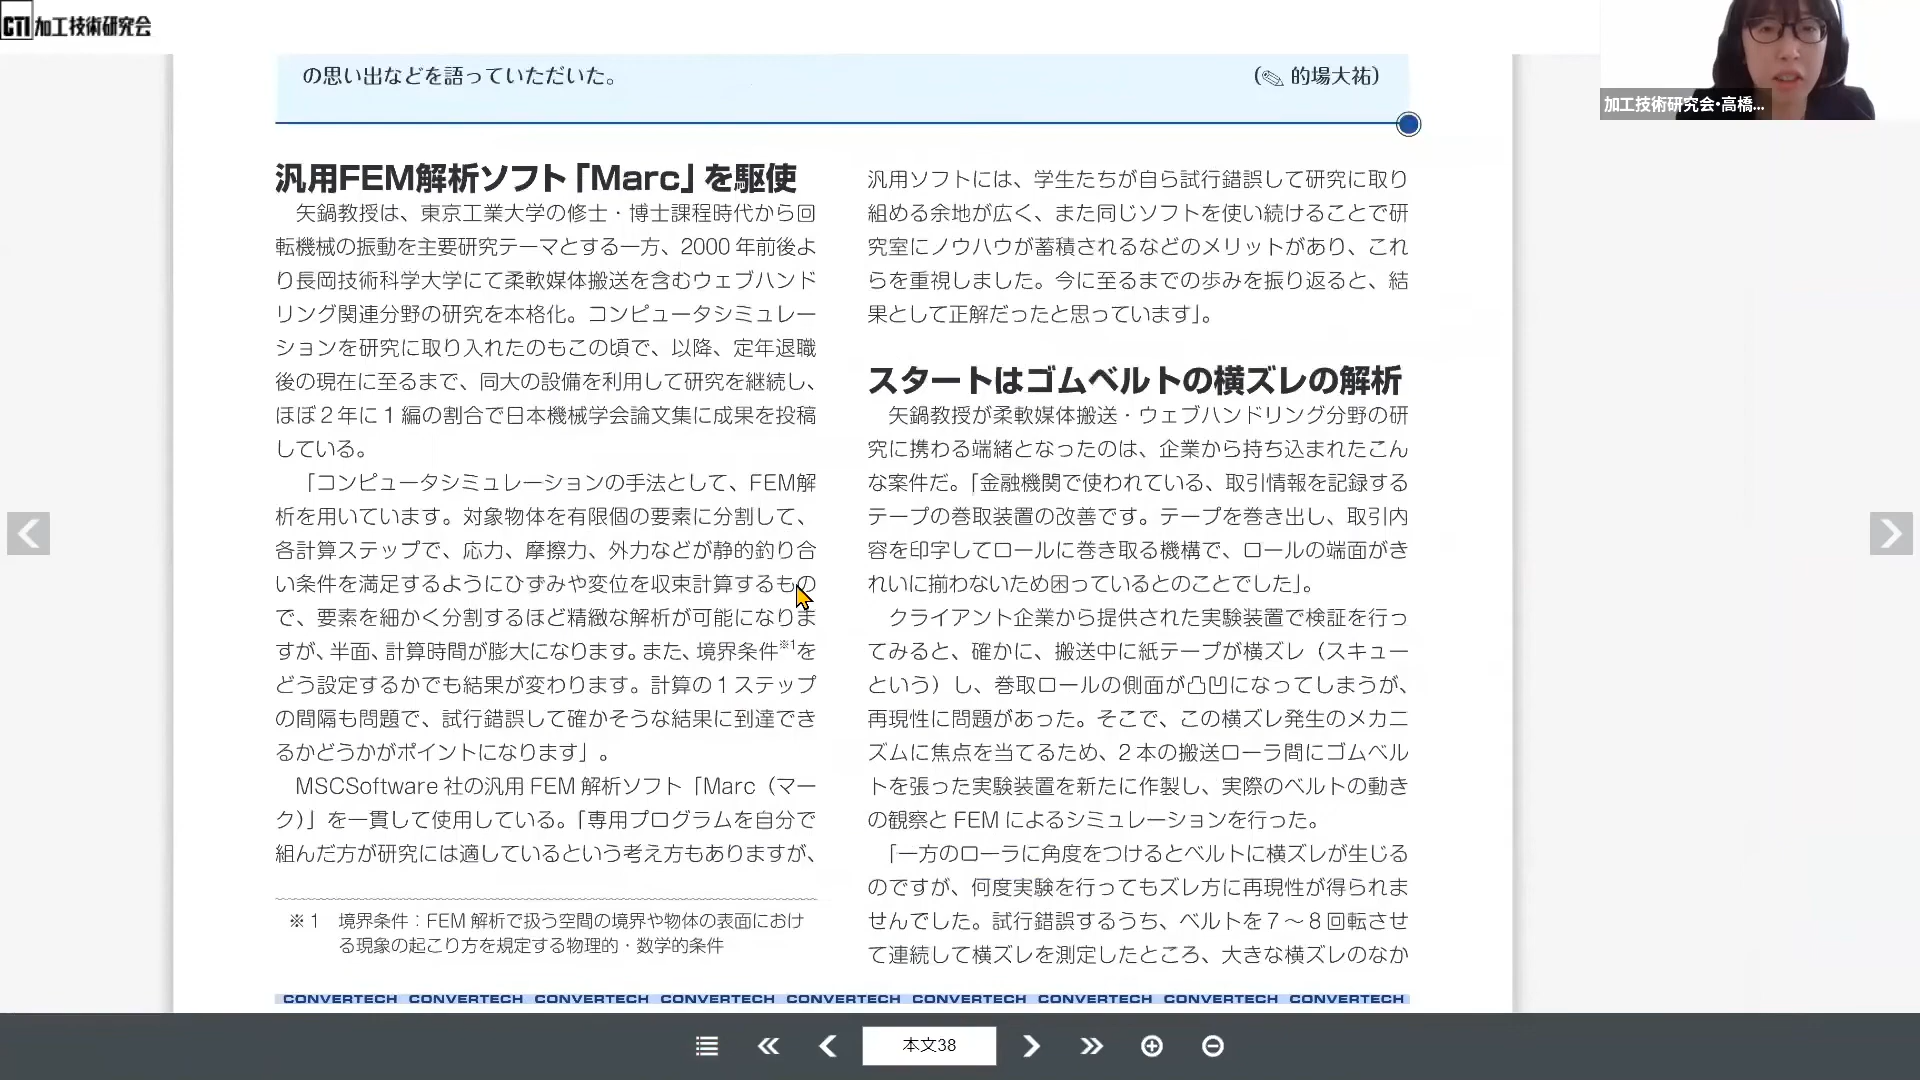 CTI 加工技術研究会
加工技術研究会・高橋...
の思い出などを語っていただいた。
(✎ 的場大祐)
汎用FEM解析ソフト「Marc」を駆使
矢鍋教授は、東京工業大学の修士・博士課程時代から回
転機械の振動を主要研究テーマとする一方、2000 年前後よ
り長岡技術科学大学にて柔軟媒体搬送を含むウェブハンド
リング関連分野の研究を本格化。コンピュータシミュレー
ションを研究に取り入れたのもこの頃で、以降、定年退職
後の現在に至るまで、同大の設備を利用して研究を継続し、
ほぼ２年に１編の割合で日本機械学会論文集に成果を投稿
している。
「コンピュータシミュレーションの手法として、FEM解
析を用いています。対象物体を有限個の要素に分割して、
各計算ステップで、応力、摩擦力、外力などが静的釣り合
い条件を満足するようにひずみや変位を収束計算するもの
で、要素を細かく分割するほど精緻な解析が可能になりま
すが、半面、計算時間が膨大になります。また、境界条件※1を
どう設定するかでも結果が変わります。計算の１ステップ
の間隔も問題で、試行錯誤して確かそうな結果に到達でき
るかどうかがポイントになります」。
MSCSoftware 社の汎用 FEM 解析ソフト「Marc（マー
ク）」を一貫して使用している。「専用プログラムを自分で
組んだ方が研究には適しているという考え方もありますが、
※１　境界条件：FEM 解析で扱う空間の境界や物体の表面におけ
る現象の起こり方を規定する物理的・数学的条件
汎用ソフトには、学生たちが自ら試行錯誤して研究に取り
組める余地が広く、また同じソフトを使い続けることで研
究室にノウハウが蓄積されるなどのメリットがあり、これ
らを重視しました。今に至るまでの歩みを振り返ると、結
果として正解だったと思っています」。
スタートはゴムベルトの横ズレの解析
矢鍋教授が柔軟媒体搬送・ウェブハンドリング分野の研
究に携わる端緒となったのは、企業から持ち込まれたこん
な案件だ。「金融機関で使われている、取引情報を記録する
テープの巻取装置の改善です。テープを巻き出し、取引内
容を印字してロールに巻き取る機構で、ロールの端面がき
れいに揃わないため困っているとのことでした」。
クライアント企業から提供された実験装置で検証を行っ
てみると、確かに、搬送中に紙テープが横ズレ（スキュー
という）し、巻取ロールの側面が凸凹になってしまうが、
再現性に問題があった。そこで、この横ズレ発生のメカニ
ズムに焦点を当てるため、２本の搬送ローラ間にゴムベル
トを張った実験装置を新たに作製し、実際のベルトの動き
の観察と FEM によるシミュレーションを行った。
「一方のローラに角度をつけるとベルトに横ズレが生じる
のですが、何度実験を行ってもズレ方に再現性が得られま
せんでした。試行錯誤するうち、ベルトを７～８回転させ
て連続して横ズレを測定したところ、大きな横ズレのなか
CONVERTECH CONVERTECH CONVERTECH CONVERTECH CONVERTECH CONVERTECH CONVERTECH CONVERTECH CONVERTECH
本文38